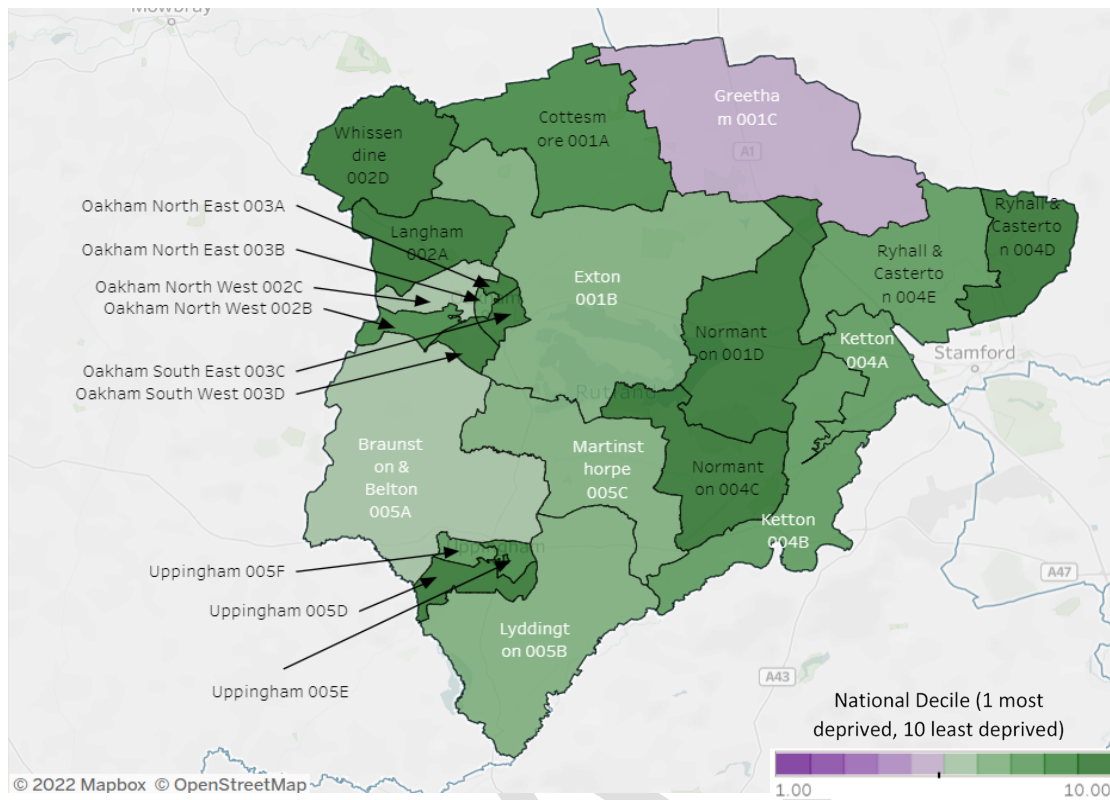 Mowbray
Whissen
dine
002D
Cottesm
ore 001A
Greetha
m 001C
A1
Oakham North East 003A
Oakham North East 003B
Oakham North West 002C
Oakham North West 002B
Oakham South East 003C
Oakham South West 003D
Langham
002A
Exton
001B
Ryhall &
Casterto
n 004D
Ryhall &
Casterto
n 004E
Normant
on 001D
Ketton
004A
Stamford
Rutland
Braunst
on &
Belton
005A
Martinst
horpe
005C
Normant
on 004C
Ketton
004B
Uppingham
Uppingham 005F
Uppingham 005D
Uppingham 005E
Lyddingt
on 005B
A47
A43
National Decile (1 most
deprived, 10 least deprived)
1.00
10.00
© 2022 Mapbox © OpenStreetMap